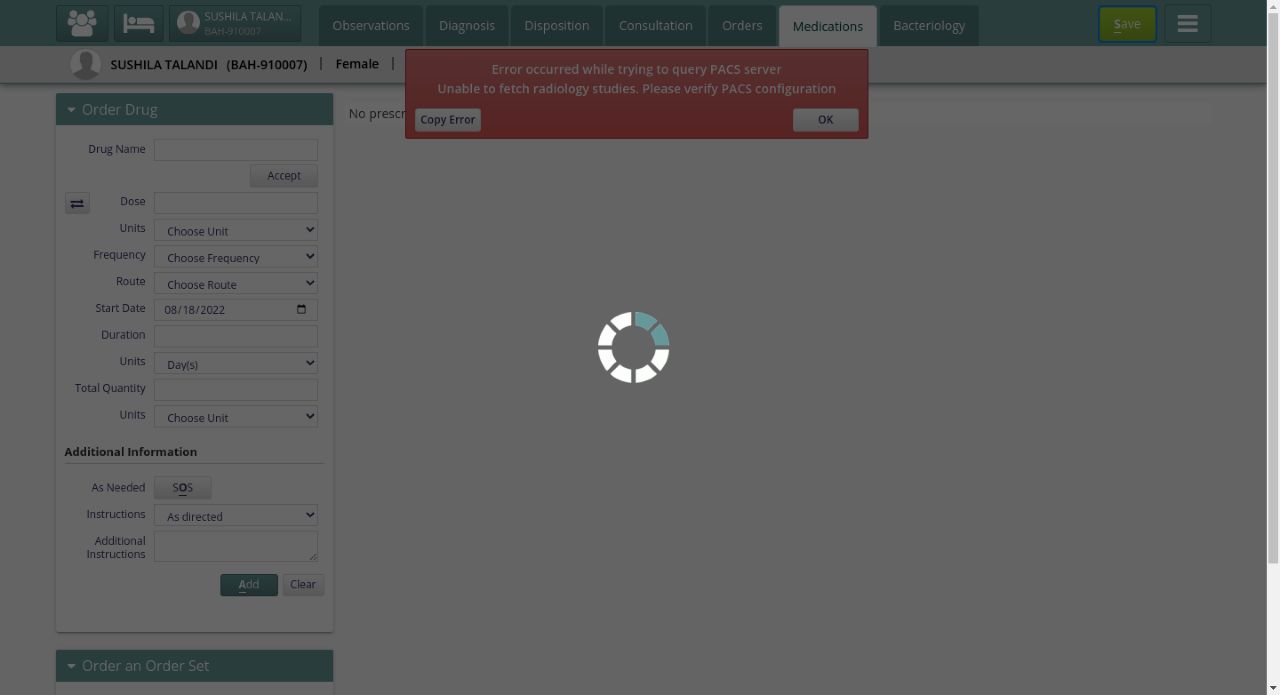 SUSHILA TALAN...
BAH-910007
Observations
Diagnosis
Disposition
Consultation
Orders
Medications
Bacteriology
Save
SUSHILA TALANDI (BAH-910007) | Female |
Error occurred while trying to query PACS server
Unable to fetch radiology studies. Please verify PACS configuration
Copy Error
OK
Order Drug
No prescr
Drug Name
Accept
Dose
Units
Choose Unit
Frequency
Choose Frequency
Route
Choose Route
Start Date
08/18/2022
Duration
Units
Day(s)
Total Quantity
Units
Choose Unit
Additional Information
As Needed
SOS
Instructions
As directed
Additional
Instructions
Add
Clear
Order an Order Set